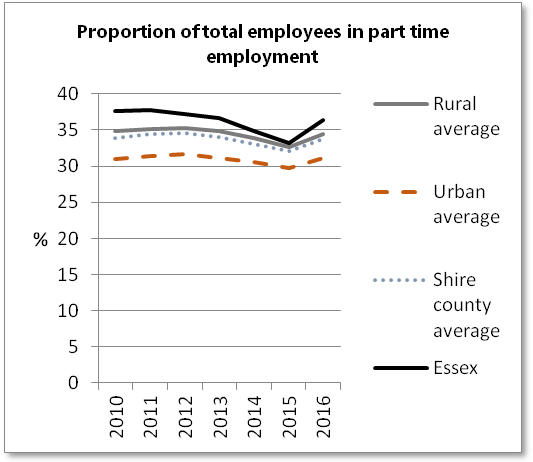 Proportion of total employees in part time
employment
40
35
30
25
20
15
10
5
0
%
2010
2011
2012
2013
2014
2015
2016
Rural
average
Urban
average
Shire
county
average
Essex